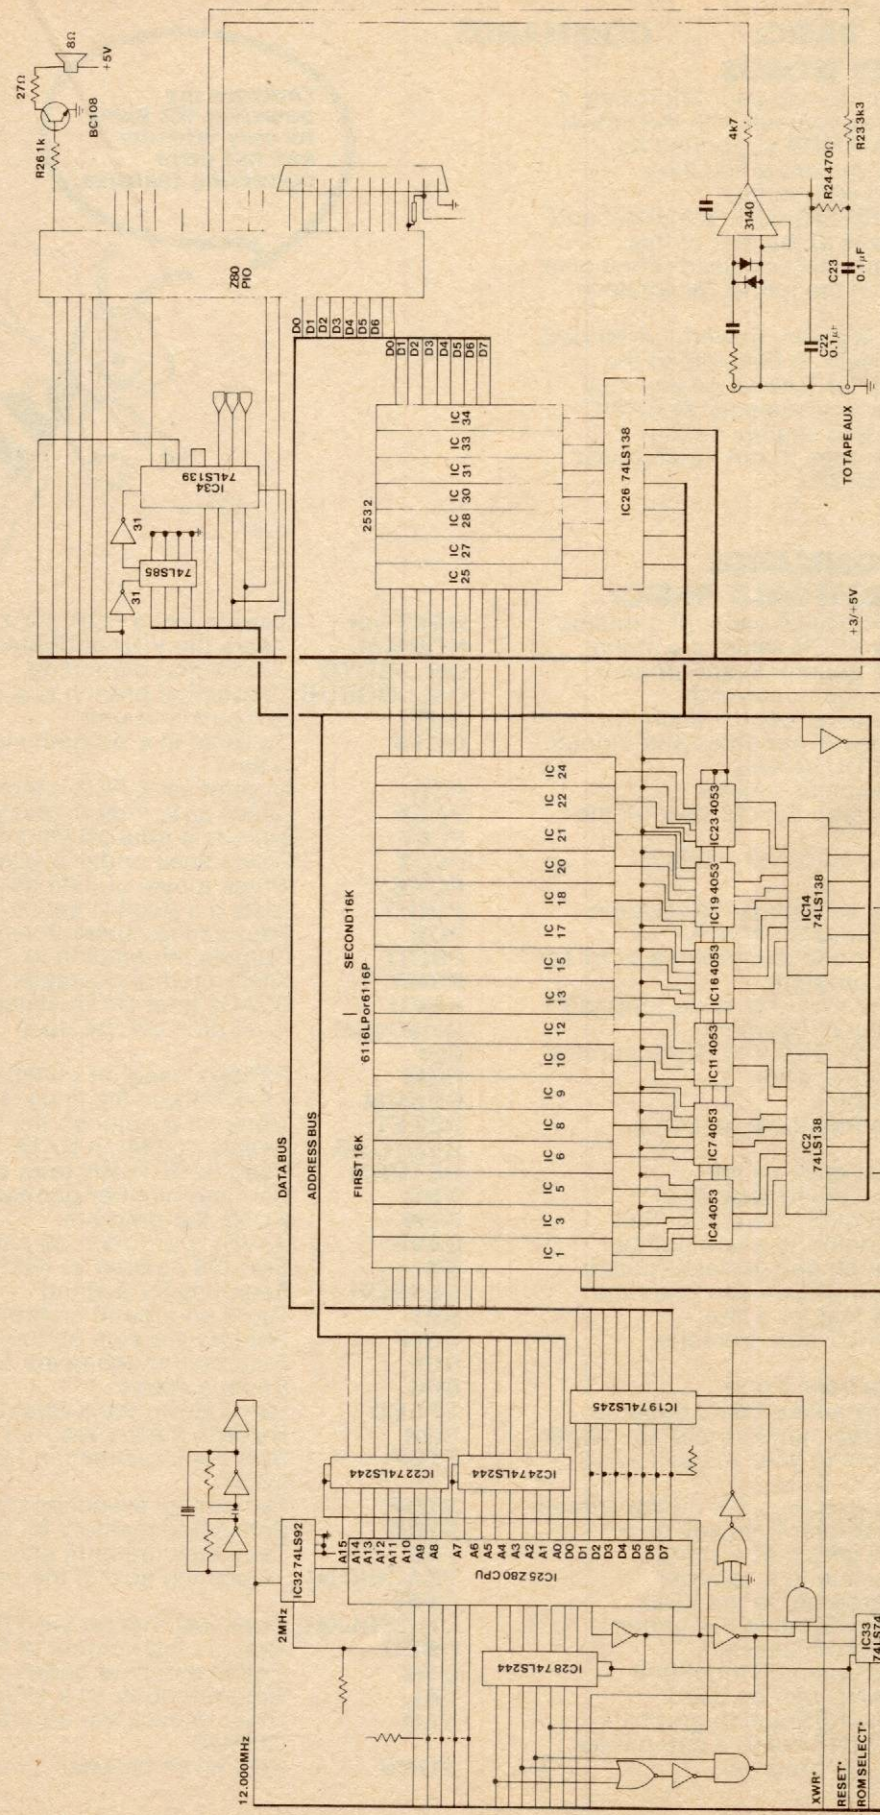 8Ω
+5V
27Ω
BC108
R26 1k
Z80
PIO
4k7
3140
R24 470Ω
R23 3k3
C23
0.1µF
C22
0.1µF
TO TAPE AUX
D0
D1
D2
D3
D4
D5
D6
D0
D1
D2
D3
D4
D5
D6
D7
IC34
74LS139
31
74LS85
31
2532
IC 34
IC 33
IC 31
IC 30
IC 28
IC 27
IC 25
IC26 74LS138
+3/+5V
SECOND 16K
6116LP or 6116P
FIRST 16K
IC 24
IC 22
IC 21
IC 20
IC 18
IC 17
IC 15
IC 13
IC 12
IC 10
IC 9
IC 8
IC 6
IC 5
IC 3
IC 1
IC23 4053
IC19 4053
IC16 4053
IC11 4053
IC7 4053
IC4 4053
IC14
74LS138
IC2
74LS138
DATA BUS
ADDRESS BUS
IC19 74LS245
IC22 74LS244
IC24 74LS244
IC32 74LS92
2MHz
A15
A14
A13
A12
A11
A10
A9
A8
A7
A6
A5
A4
A3
A2
A1
A0
D0
D1
D2
D3
D4
D5
D6
D7
IC25 Z80 CPU
IC28 74LS244
IC33
74LS74
12.000MHz
XWR*
RESET*
ROM SELECT*